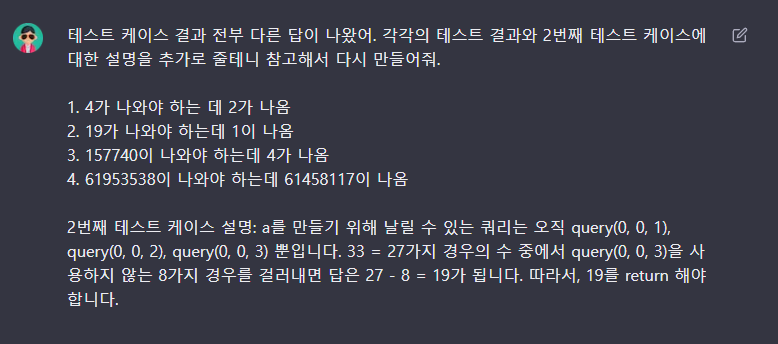 테스트 케이스 결과 전부 다른 답이 나왔어. 각각의 테스트 결과와 2번째 테스트 케이스에
대한 설명을 추가로 줄테니 참고해서 다시 만들어줘.
1. 4가 나와야 하는 데 2가 나옴
2. 19가 나와야 하는데 1이 나옴
3. 157740이 나와야 하는데 4가 나옴
4. 61953538이 나와야 하는데 61458117이 나옴
2번째 테스트 케이스 설명: a를 만들기 위해 날릴 수 있는 쿼리는 오직 query(0, 0, 1),
query(0, 0, 2), query(0, 0, 3) 뿐입니다. 33 = 27가지 경우의 수 중에서 query(0, 0, 3)을 사
용하지 않는 8가지 경우를 걸러내면 답은 27 - 8 = 19가 됩니다. 따라서, 19를 return 해야
합니다.